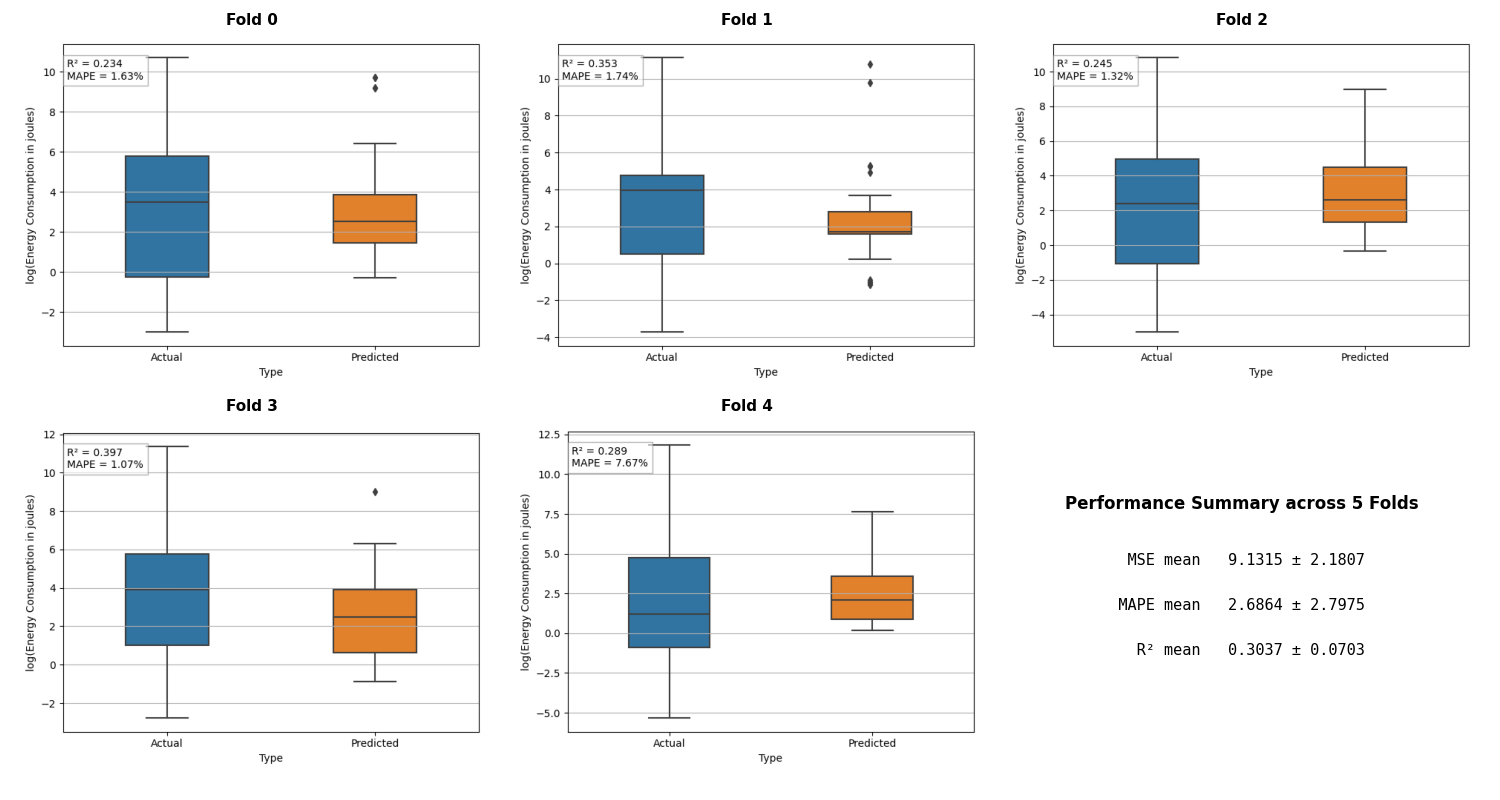 Fold 0
R² = 0.234
MAPE = 1.63%
10
8
6
4
2
0
−2
log(Energy Consumption in joules)
Actual
Predicted
Type
Fold 1
R² = 0.353
MAPE = 1.74%
10
8
6
4
2
0
−2
−4
log(Energy Consumption in joules)
Actual
Predicted
Type
Fold 2
R² = 0.245
MAPE = 1.32%
10
8
6
4
2
0
−2
−4
log(Energy Consumption in joules)
Actual
Predicted
Type
Fold 3
R² = 0.397
MAPE = 1.07%
12
10
8
6
4
2
0
−2
log(Energy Consumption in joules)
Actual
Predicted
Type
Fold 4
R² = 0.289
MAPE = 7.67%
12.5
10.0
7.5
5.0
2.5
0.0
−2.5
−5.0
log(Energy Consumption in joules)
Actual
Predicted
Type
Performance Summary across 5 Folds
MSE mean 9.1315 ± 2.1807
MAPE mean 2.6864 ± 2.7975
R² mean 0.3037 ± 0.0703